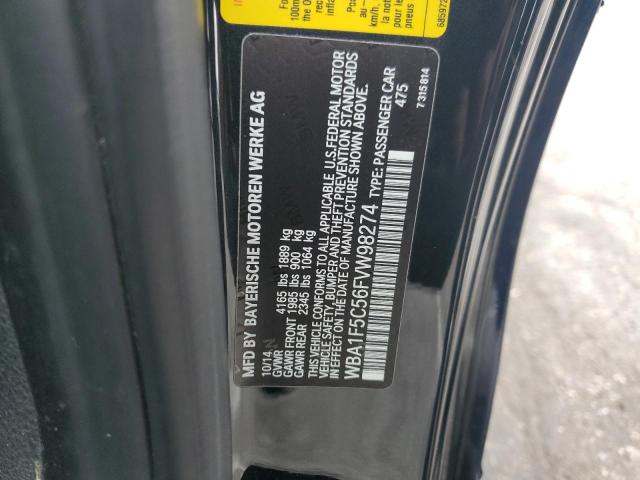 MFD BY BAYERISCHE MOTOREN WERKE AG
10/14
GVWR 4165 lbs 1889 kg
GAWR FRONT 1985 lbs 900 kg
GAWR REAR 2345 lbs 1064 kg
THIS VEHICLE CONFORMS TO ALL APPLICABLE U.S. FEDERAL MOTOR
VEHICLE SAFETY, BUMPER AND THEFT PREVENTION STANDARDS
IN EFFECT ON DATE OF MANUFACTURE SHOWN ABOVE.
WBA1F5C56FVW98274 TYPE: PASSENGER CAR
475
7315814